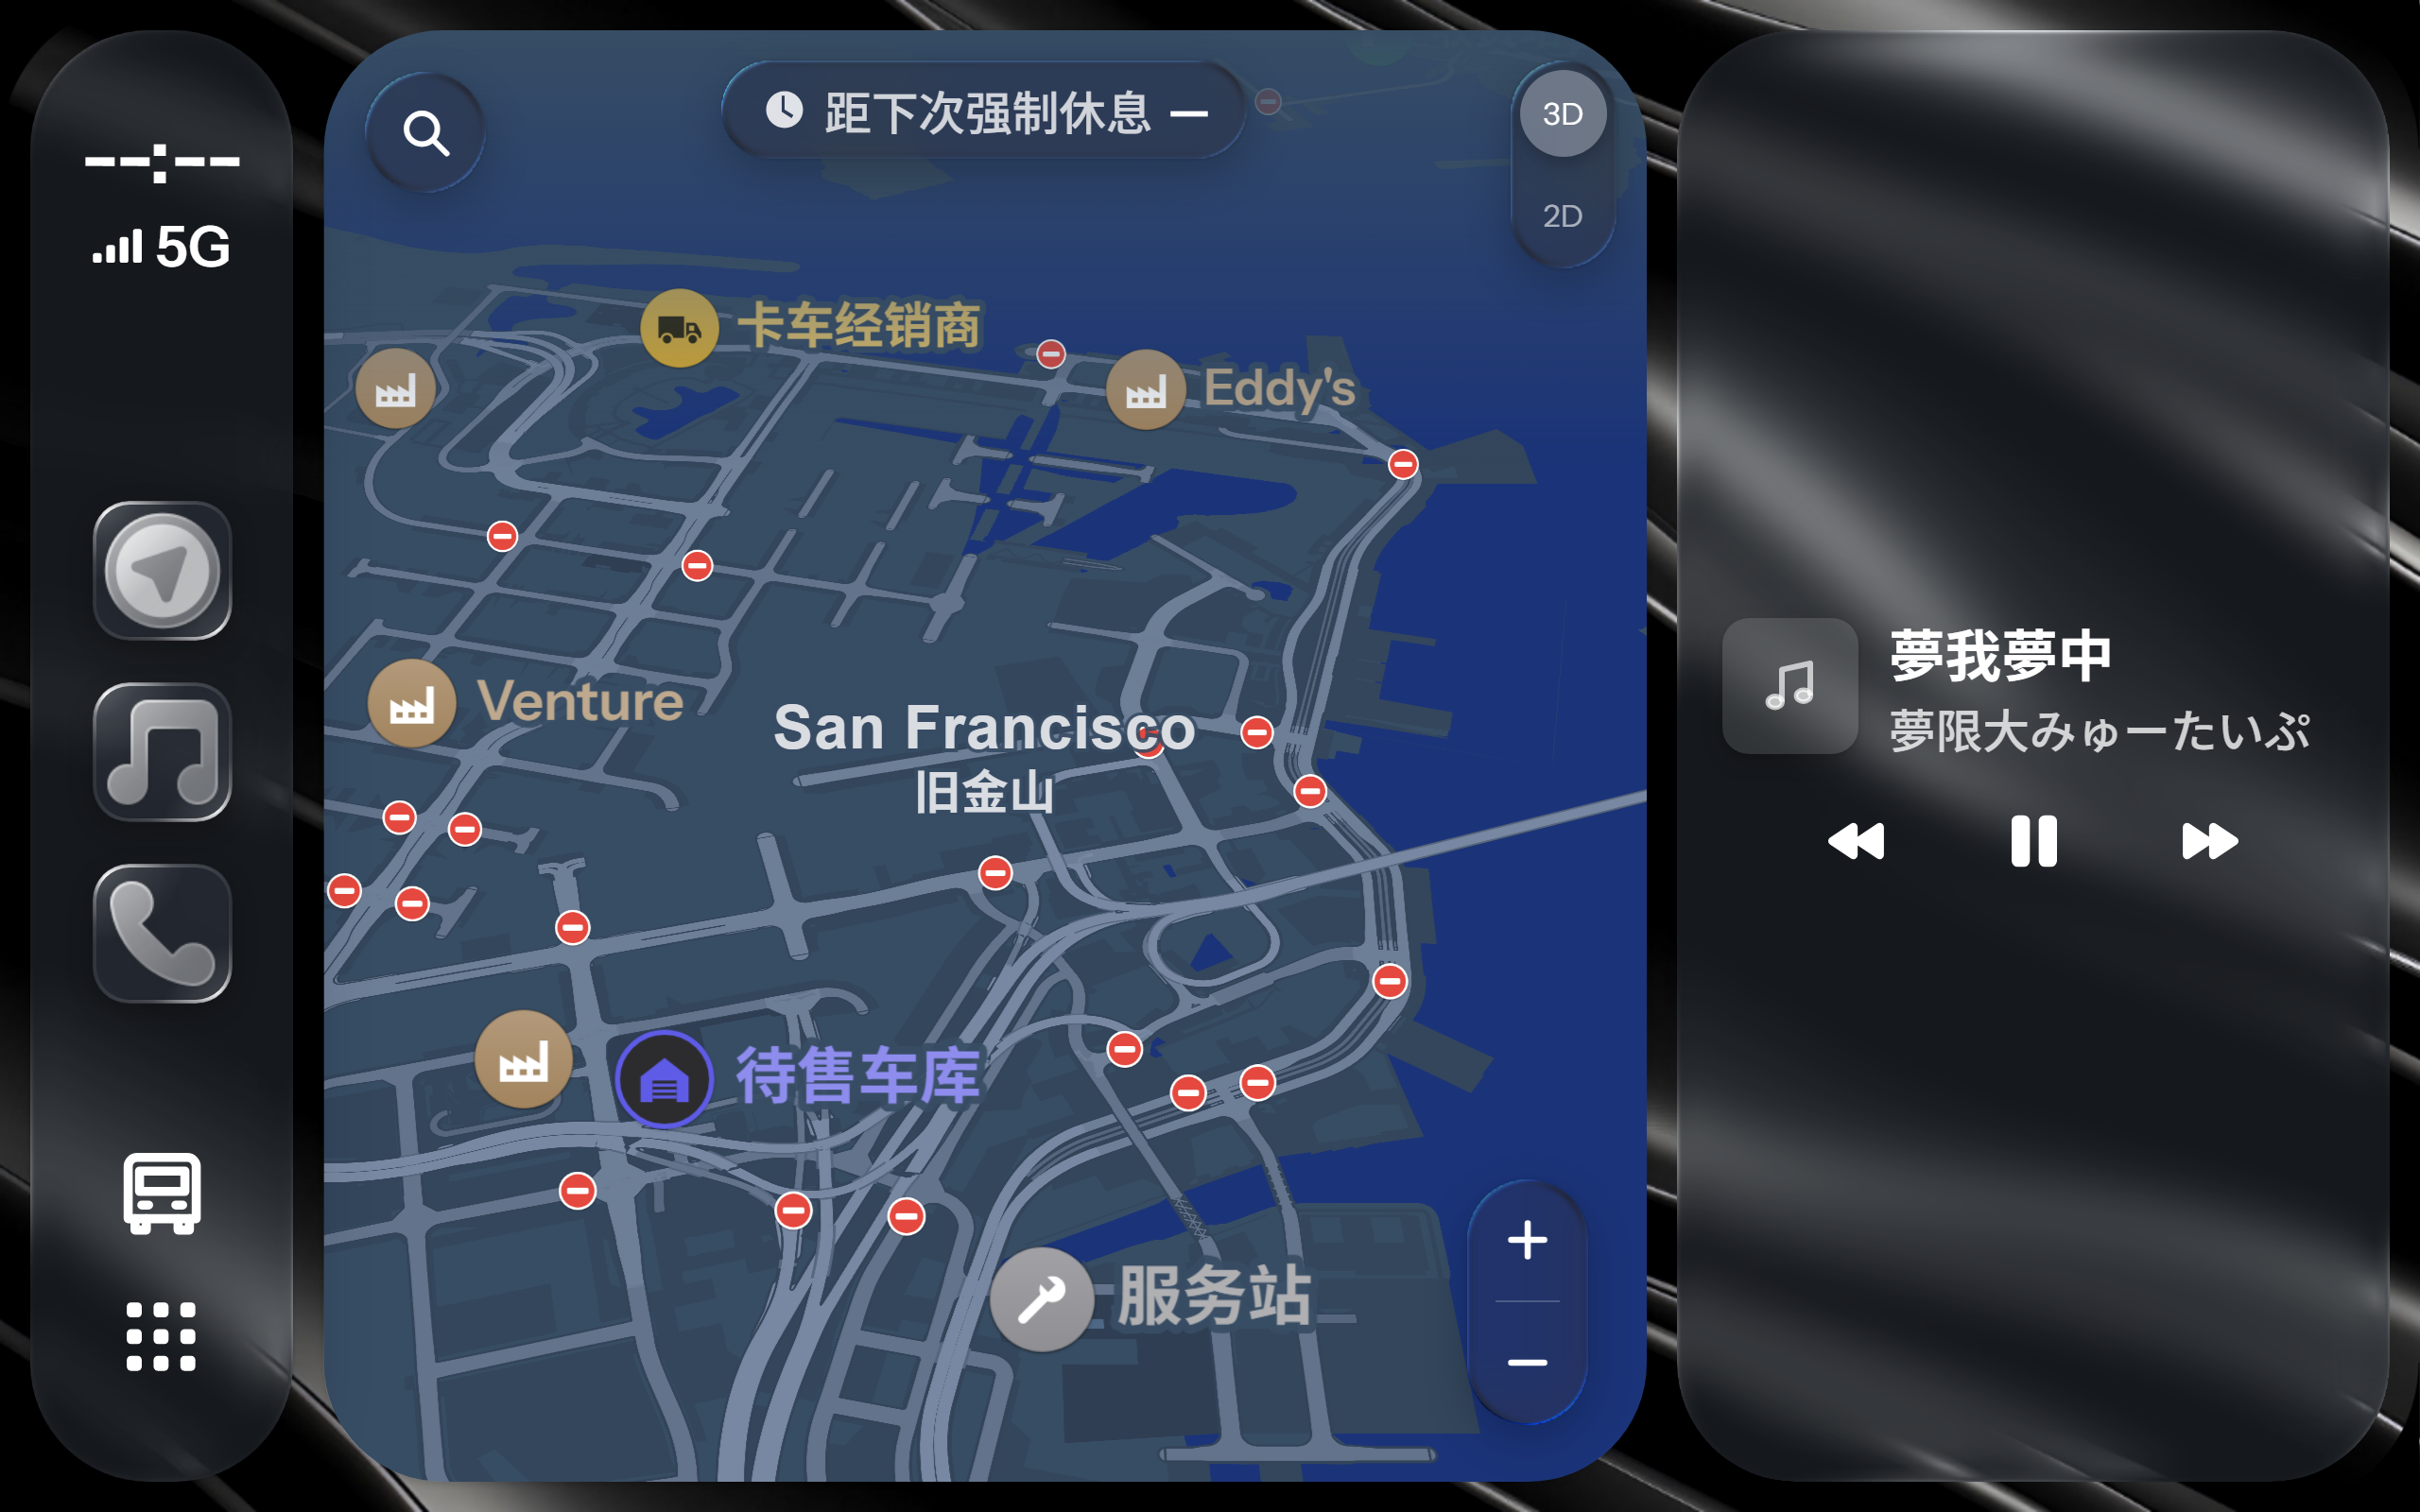 --:--
5G
距下次强制休息 —
3D
2D
卡车经销商
Eddy's
Venture
San Francisco
旧金山
待售车库
服务站
夢我夢中
夢限大みゅーたいぷ